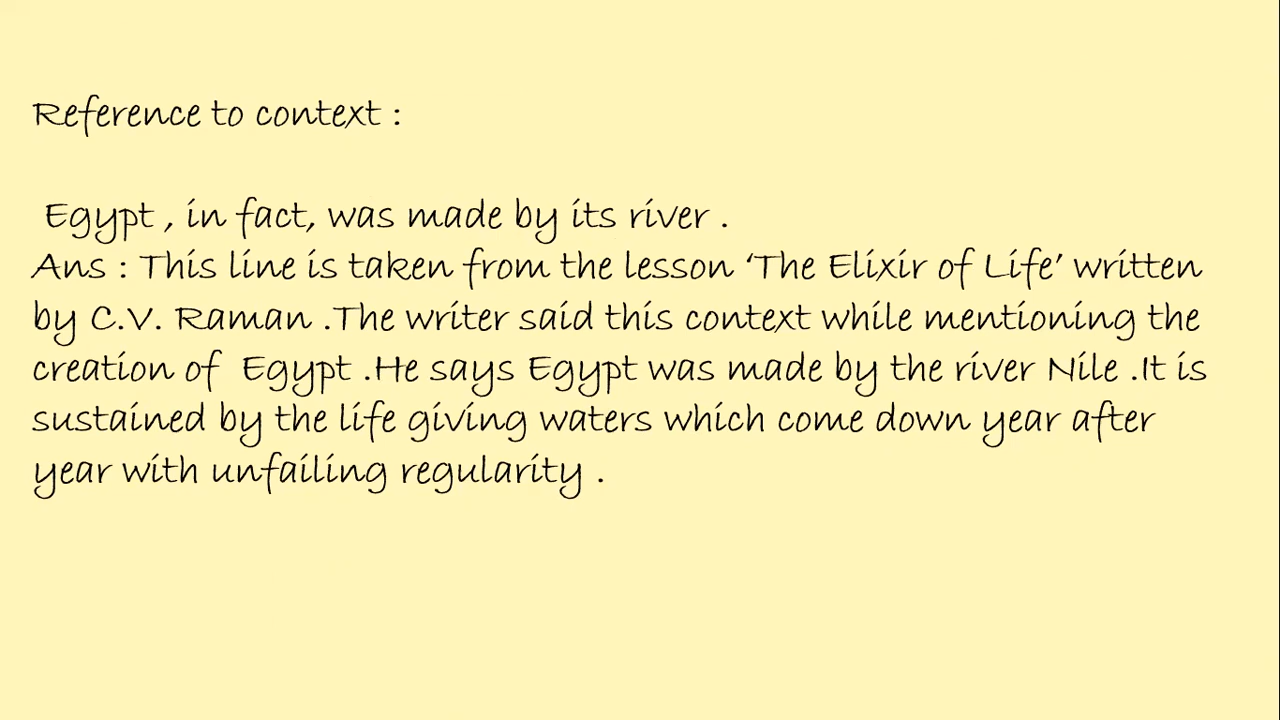 Reference to context :
Egypt , in fact, was made by its river .
Ans : This line is taken from the lesson ‘The Elixir of Life’ written
by C.V. Raman .The writer said this context while mentioning the
creation of Egypt .He says Egypt was made by the river Nile .It is
sustained by the life giving waters which come down year after
year with unfailing regularity .